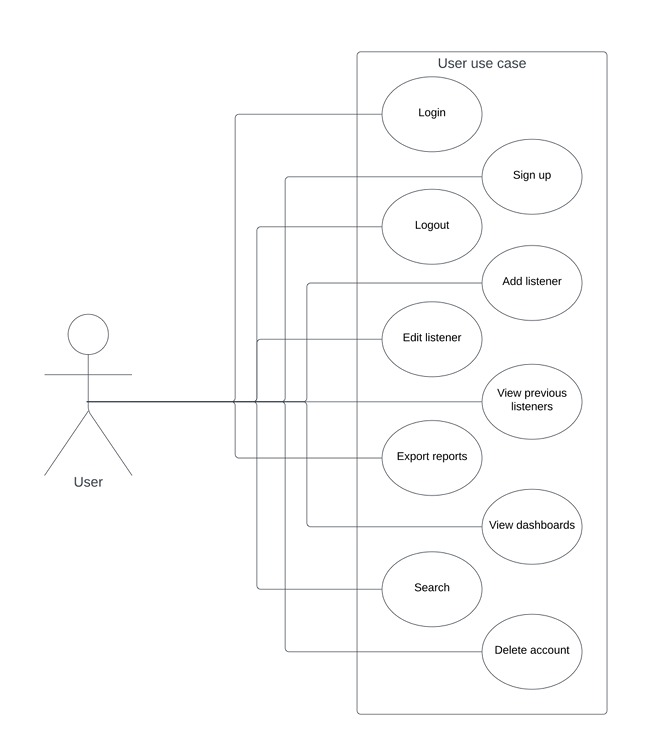 User use case
Login
Sign up
Logout
Add listener
Edit listener
View previous
listeners
Export reports
User
View dashboards
Search
Delete account